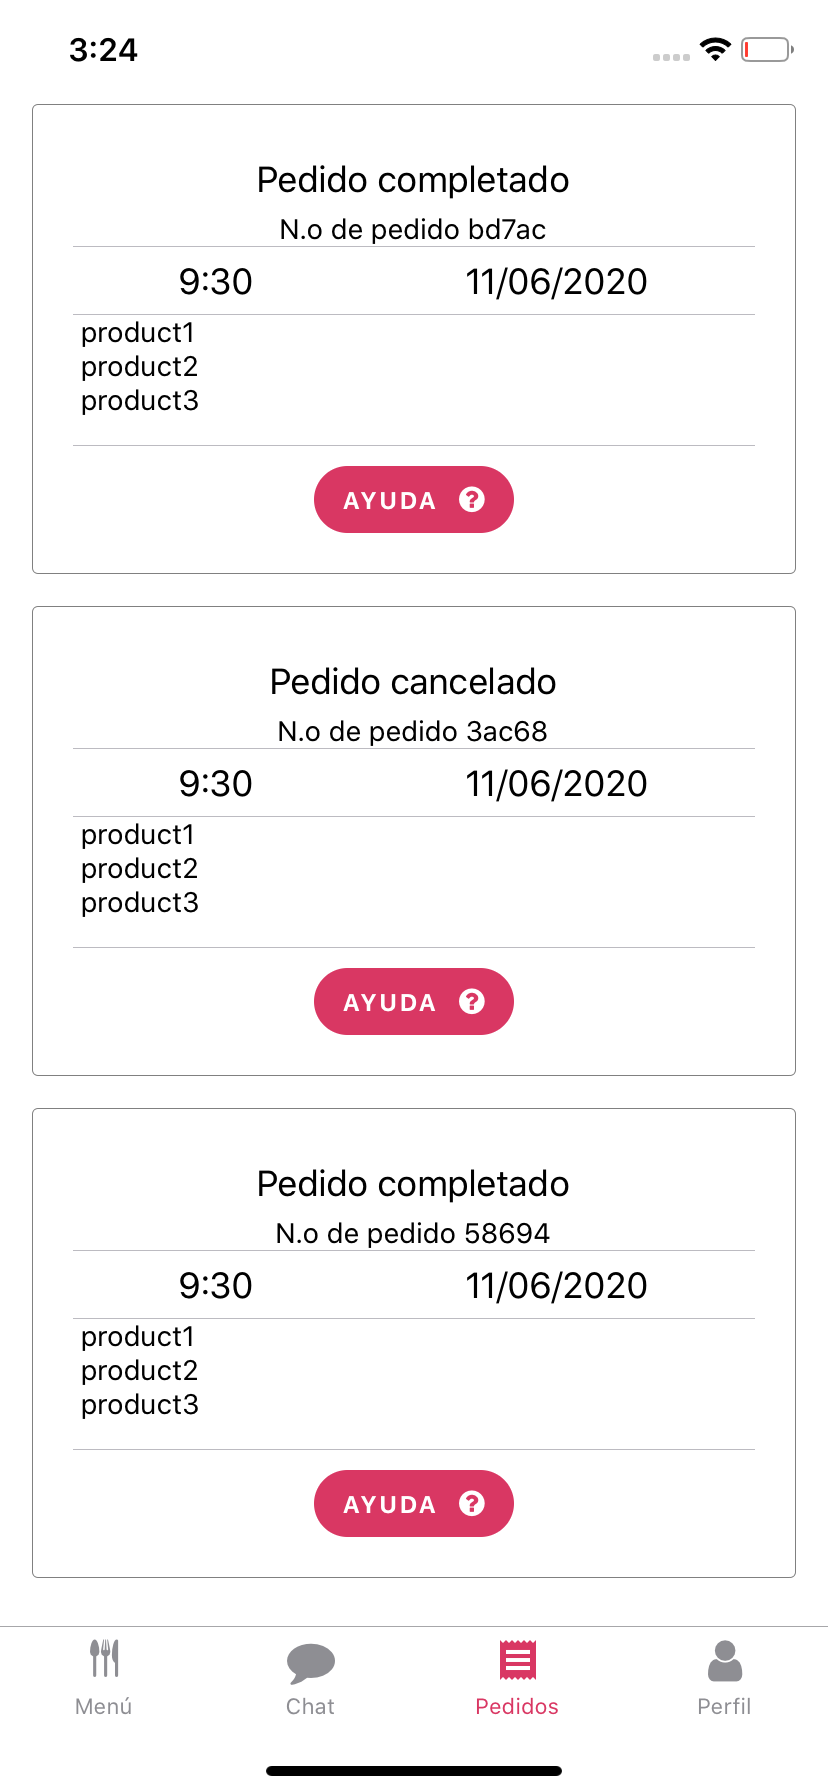 3:24
Pedido completado
N.o de pedido bd7ac
9:30 11/06/2020
product1
product2
product3
AYUDA ?
Pedido cancelado
N.o de pedido 3ac68
9:30 11/06/2020
product1
product2
product3
AYUDA ?
Pedido completado
N.o de pedido 58694
9:30 11/06/2020
product1
product2
product3
AYUDA ?
Menú Chat Pedidos Perfil